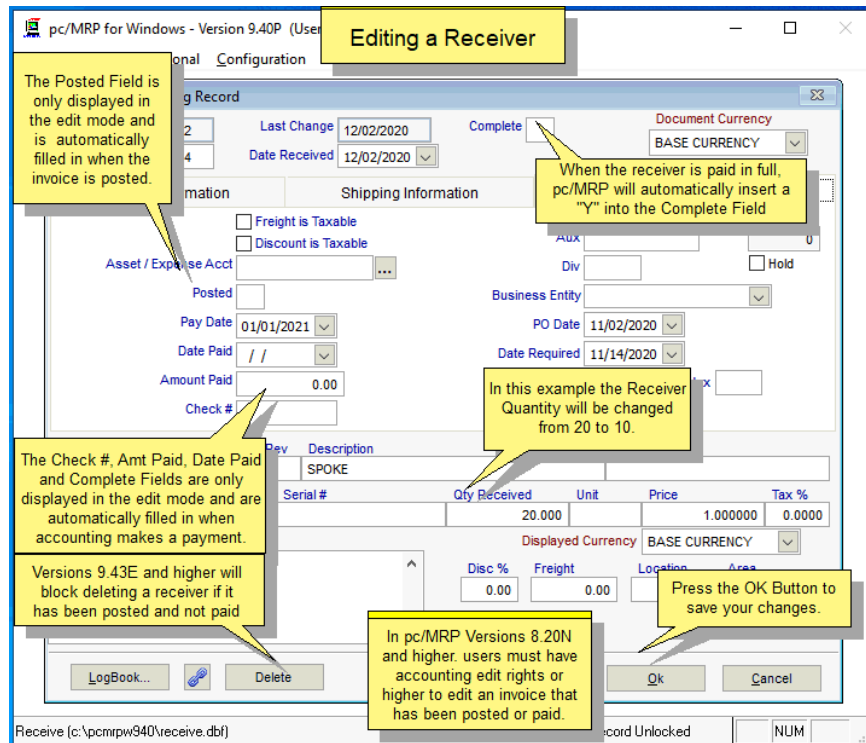 pc/MRP for Windows - Version 9.40P (User
Editing a Receiver
onal Configuration
The Posted Field is
only displayed in
the edit mode and
is automatically
filled in when the
invoice is posted.
g Record
2 Last Change 12/02/2020 Complete Document Currency
4 Date Received 12/02/2020 BASE CURRENCY
When the receiver is paid in full,
pc/MRP will automatically insert a
"Y" into the Complete Field
mation Shipping Information
Freight is Taxable
Discount is Taxable Aux 0
Asset / Expense Acct ... Div Hold
Posted Business Entity
Pay Date 01/01/2021 PO Date 11/02/2020
Date Paid / / Date Required 11/14/2020
Amount Paid 0.00
Check #
In this example the Receiver
Quantity will be changed
from 20 to 10.
The Check #, Amt Paid, Date Paid
and Complete Fields are only
displayed in the edit mode and are
automatically filled in when
accounting makes a payment.
Rev Description
SPOKE
Serial # Qty Received Unit Price Tax %
20.000 1.000000 0.0000
Displayed Currency BASE CURRENCY
Disc % Freight Location Area
0.00 0.00
Versions 9.43E and higher will
block deleting a receiver if it
has been posted and not paid
Press the OK Button to
save your changes.
In pc/MRP Versions 8.20N
and higher. users must have
accounting edit rights or
higher to edit an invoice that
has been posted or paid.
LogBook... Delete Ok Cancel
Receive (c:\pcmrpw940\receive.dbf) ecord Unlocked NUM